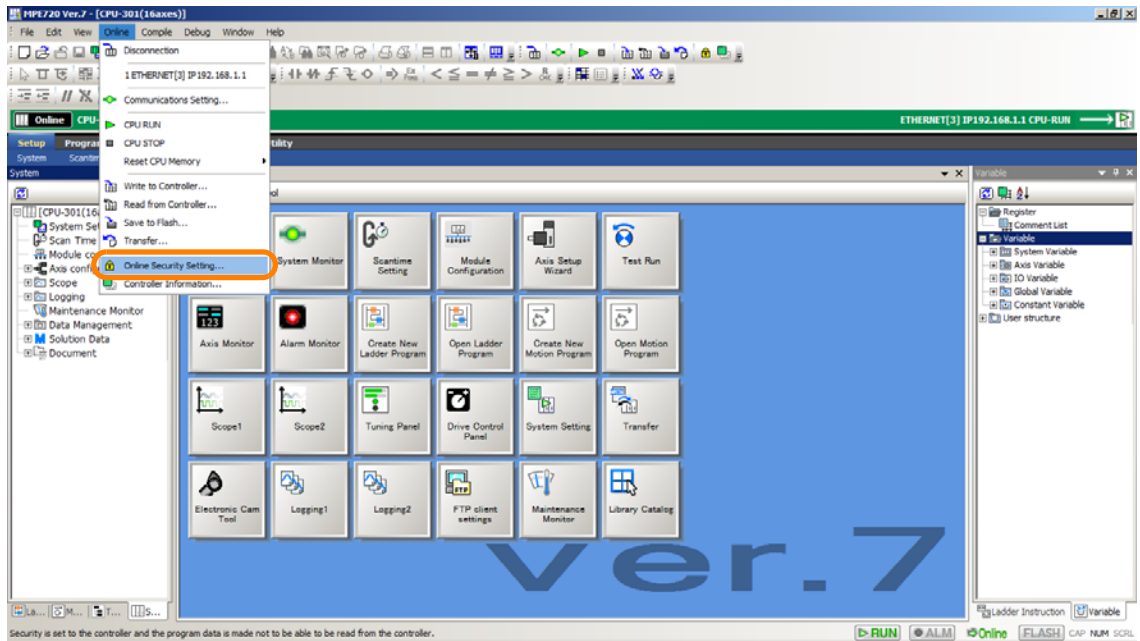 MPE720 Ver.7 - [CPU-301(16axes)]
File Edit View Online Compile Debug Window Help
Disconnection
1 ETHERNET[3] IP192.168.1.1
Communications Setting...
CPU RUN
CPU STOP
Reset CPU Memory
Write to Controller...
Read from Controller...
Save to Flash...
Transfer...
Online Security Setting...
Controller Information...
Online CPU-
ETHERNET[3] IP192.168.1.1 CPU-RUN
Setup Progra tility
System Scantim
System
Variable
[CPU-301(16
System Set
Scan Time
Module co
Axis confi
Scope
Logging
Maintenance Monitor
Data Management
Solution Data
Document
ol
System Monitor
Scantime Setting
Module Configuration
Axis Setup Wizard
Test Run
123
Axis Monitor
Alarm Monitor
Create New Ladder Program
Open Ladder Program
Create New Motion Program
Open Motion Program
Scope1
Scope2
Tuning Panel
Drive Control Panel
System Setting
Transfer
FTP
Electronic Cam Tool
Logging1
Logging2
FTP client settings
Maintenance Monitor
Library Catalog
ver.7
Register
Comment List
Variable
System Variable
Axis Variable
IO Variable
Global Variable
Constant Variable
User structure
La... M... T... S...
Ladder Instruction Variable
Security is set to the controller and the program data is made not to be able to be read from the controller.
RUN ALM Online FLASH CAP NUM SCRL